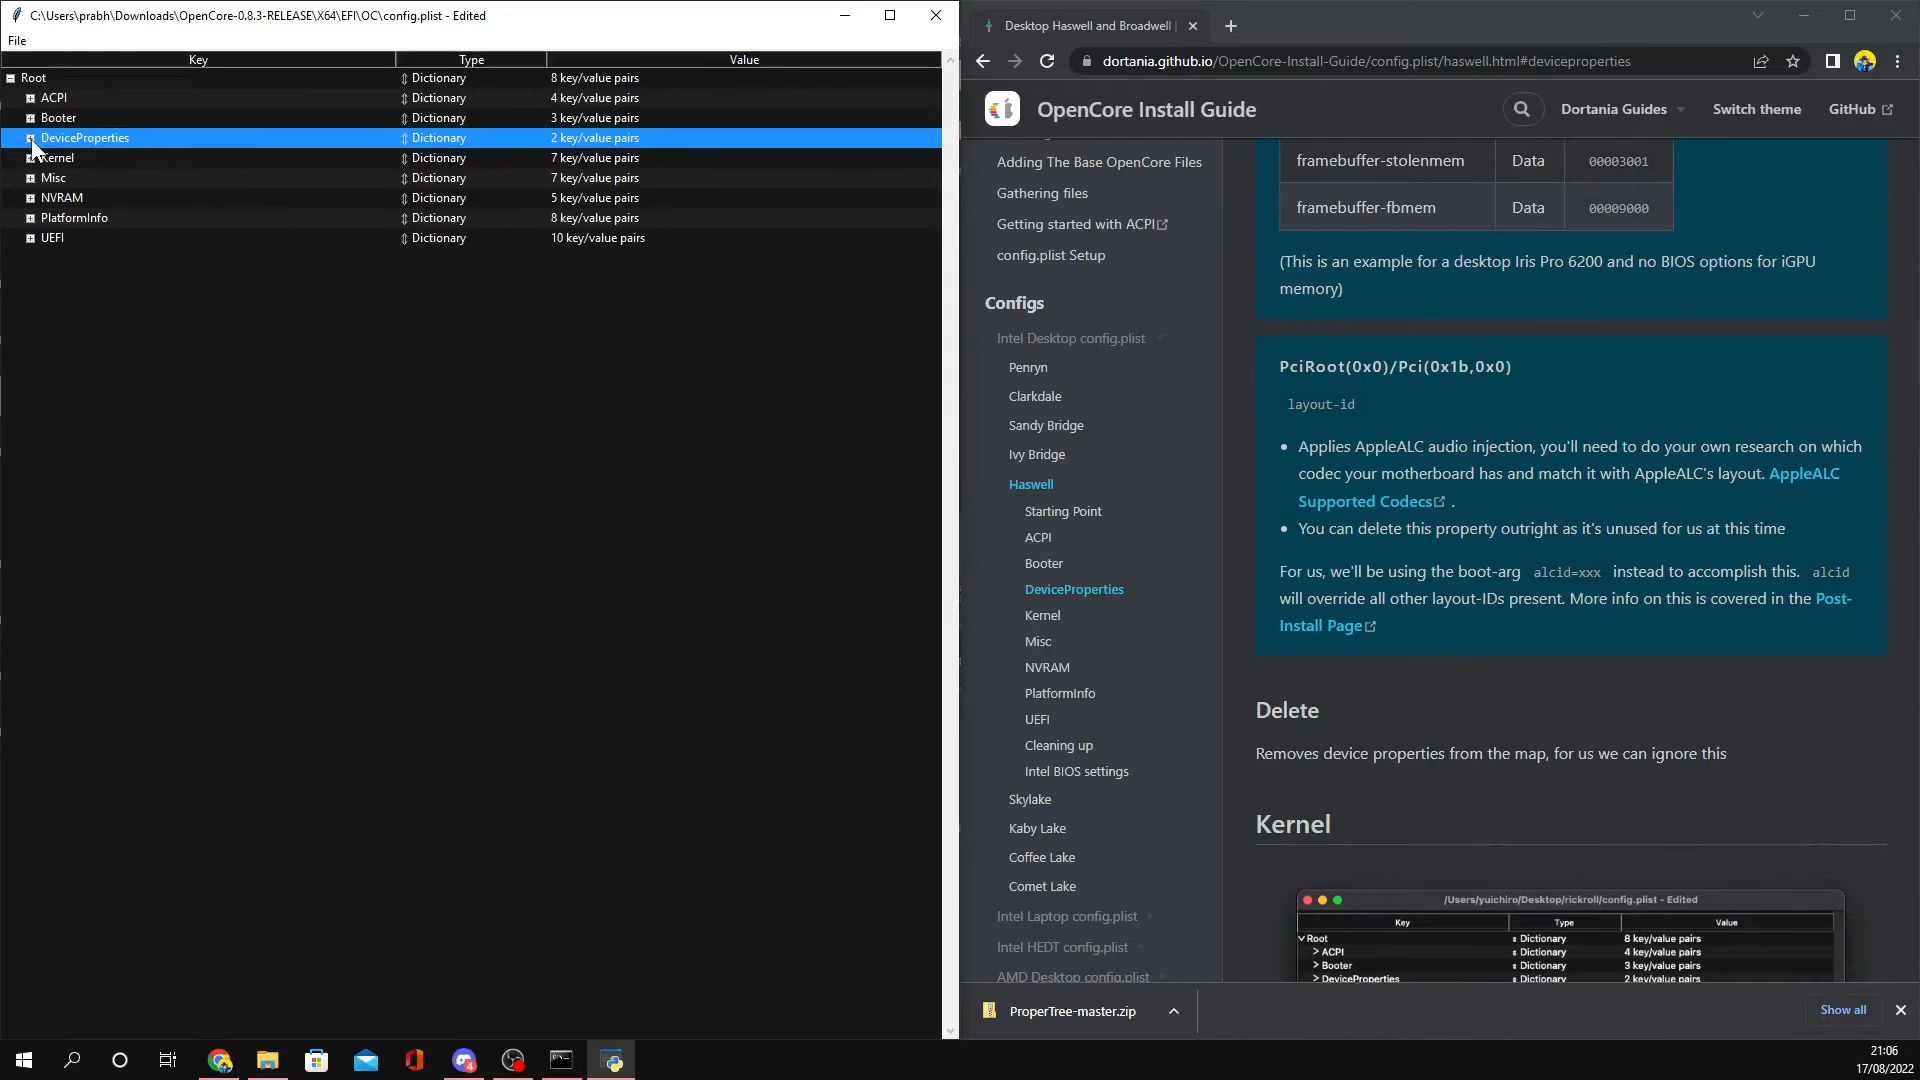 C:\Users\prabh\Downloads\OpenCore-0.8.3-RELEASE\X64\EFI\OC\config.plist - Edited
File
Key Type Value
Root Dictionary 8 key/value pairs
ACPI Dictionary 4 key/value pairs
Booter Dictionary 3 key/value pairs
DeviceProperties Dictionary 2 key/value pairs
Kernel Dictionary 7 key/value pairs
Misc Dictionary 7 key/value pairs
NVRAM Dictionary 5 key/value pairs
PlatformInfo Dictionary 8 key/value pairs
UEFI Dictionary 10 key/value pairs
Desktop Haswell and Broadwell
dortania.github.io/OpenCore-Install-Guide/config.plist/haswell.html#deviceproperties
OpenCore Install Guide
Dortania Guides
Switch theme
GitHub
Adding The Base OpenCore Files
Gathering files
Getting started with ACPI
config.plist Setup
Configs
Intel Desktop config.plist
Penryn
Clarkdale
Sandy Bridge
Ivy Bridge
Haswell
Starting Point
ACPI
Booter
DeviceProperties
Kernel
Misc
NVRAM
PlatformInfo
UEFI
Cleaning up
Intel BIOS settings
Skylake
Kaby Lake
Coffee Lake
Comet Lake
Intel Laptop config.plist
Intel HEDT config.plist
AMD Desktop config.plist
framebuffer-stolenmem Data 00003001
framebuffer-fbmem Data 00009000
(This is an example for a desktop Iris Pro 6200 and no BIOS options for iGPU
memory)
PciRoot(0x0)/Pci(0x1b,0x0)
layout-id
• Applies AppleALC audio injection, you'll need to do your own research on which
codec your motherboard has and match it with AppleALC's layout. AppleALC
Supported Codecs .
• You can delete this property outright as it's unused for us at this time
For us, we'll be using the boot-arg alcid=xxx instead to accomplish this. alcid
will override all other layout-IDs present. More info on this is covered in the Post-
Install Page
Delete
Removes device properties from the map, for us we can ignore this
Kernel
/Users/yuichiro/Desktop/rickroll/config.plist - Edited
Key Type Value
Root Dictionary 8 key/value pairs
ACPI Dictionary 4 key/value pairs
Booter Dictionary 3 key/value pairs
DeviceProperties Dictionary 2 key/value pairs
ProperTree-master.zip
Show all
4
21:06
17/08/2022